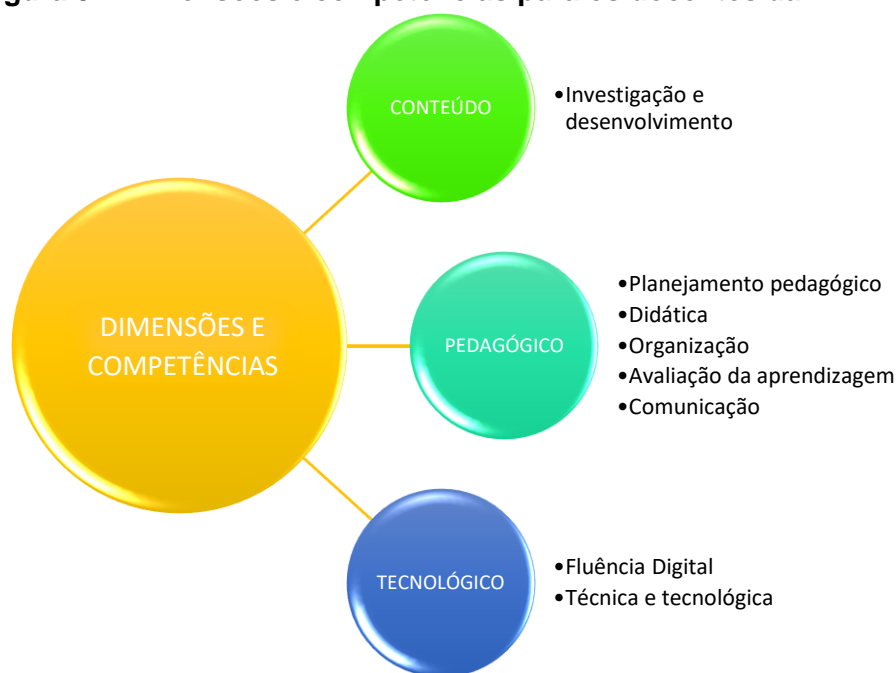 CONTEÚDO
•Investigação e
desenvolvimento
DIMENSÕES E
COMPETÊNCIAS
PEDAGÓGICO
•Planejamento pedagógico
•Didática
•Organização
•Avaliação da aprendizagem
•Comunicação
TECNOLÓGICO
•Fluência Digital
•Técnica e tecnológica